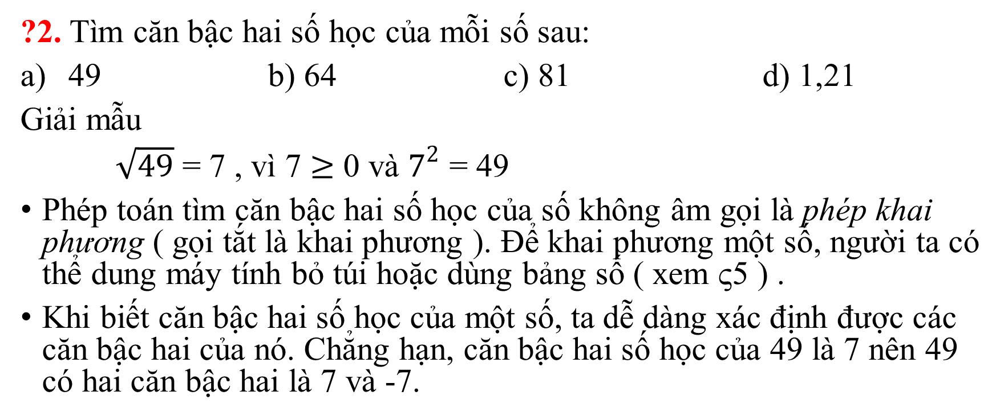 ?2. Tìm căn bậc hai số học của mỗi số sau:
a) 49 b) 64 c) 81 d) 1,21
Giải mẫu
√49 = 7 , vì 7 ≥ 0 và 7² = 49
• Phép toán tìm căn bậc hai số học của số không âm gọi là phép khai
phương ( gọi tắt là khai phương ). Để khai phương một số, người ta có
thể dung máy tính bỏ túi hoặc dùng bảng số ( xem ς5 ) .
• Khi biết căn bậc hai số học của một số, ta dễ dàng xác định được các
căn bậc hai của nó. Chẳng hạn, căn bậc hai số học của 49 là 7 nên 49
có hai căn bậc hai là 7 và -7.